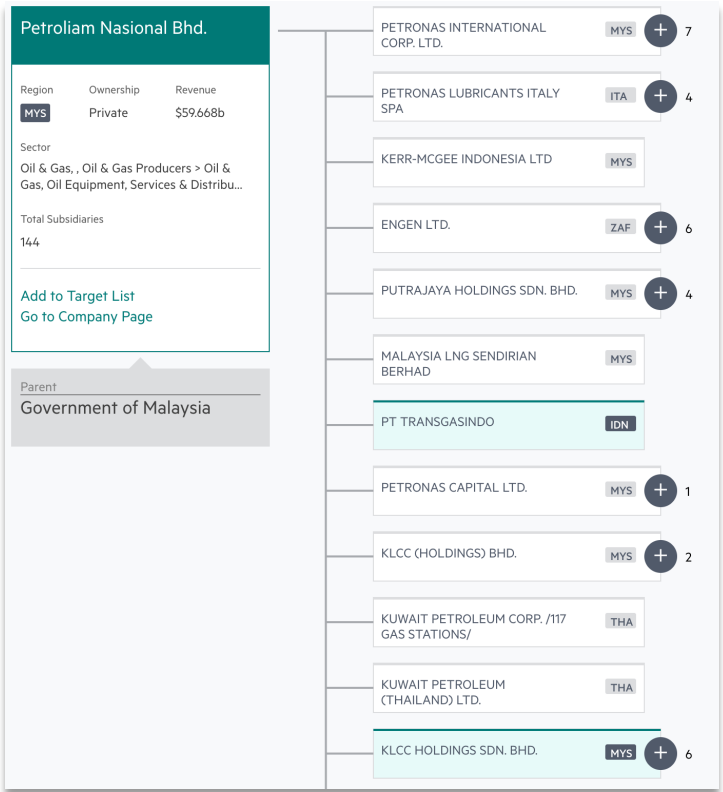 Petroliam Nasional Bhd.
Region Ownership Revenue
MYS Private $59.668b
Sector
Oil & Gas, , Oil & Gas Producers > Oil &
Gas, Oil Equipment, Services & Distribu...
Total Subsidiaries
144
Add to Target List
Go to Company Page
Parent
Government of Malaysia
PETRONAS INTERNATIONAL
CORP. LTD.
MYS + 7
PETRONAS LUBRICANTS ITALY
SPA
ITA + 4
KERR-MCGEE INDONESIA LTD MYS
ENGEN LTD. ZAF + 6
PUTRAJAYA HOLDINGS SDN. BHD. MYS + 4
MALAYSIA LNG SENDIRIAN
BERHAD
MYS
PT TRANSGASINDO IDN
PETRONAS CAPITAL LTD. MYS + 1
KLCC (HOLDINGS) BHD. MYS + 2
KUWAIT PETROLEUM CORP. /117
GAS STATIONS/
THA
KUWAIT PETROLEUM
(THAILAND) LTD.
THA
KLCC HOLDINGS SDN. BHD. MYS + 6